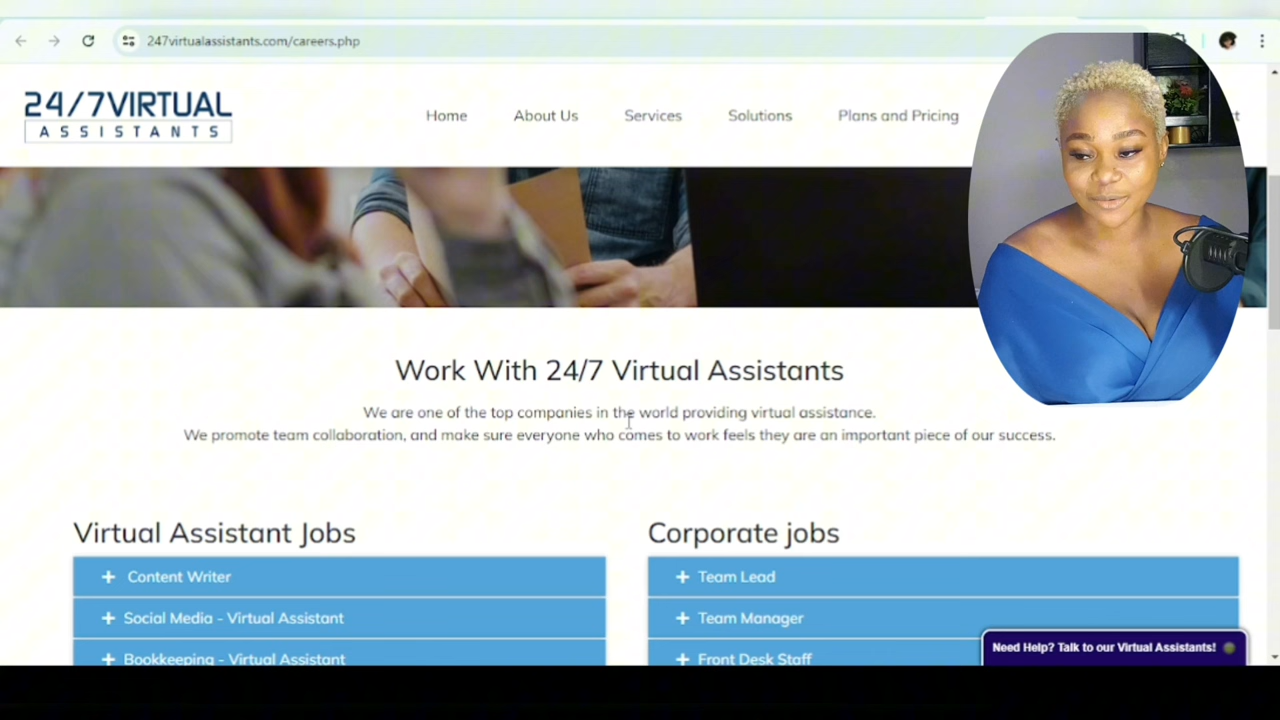 247virtualassistants.com/careers.php
24/7VIRTUAL
ASSISTANTS
Home About Us Services Solutions Plans and Pricing
Work With 24/7 Virtual Assistants
We are one of the top companies in the world providing virtual assistance.
We promote team collaboration, and make sure everyone who comes to work feels they are an important piece of our success.
Virtual Assistant Jobs
+ Content Writer
+ Social Media - Virtual Assistant
+ Bookkeeping - Virtual Assistant
Corporate jobs
+ Team Lead
+ Team Manager
+ Front Desk Staff
Need Help? Talk to our Virtual Assistants!